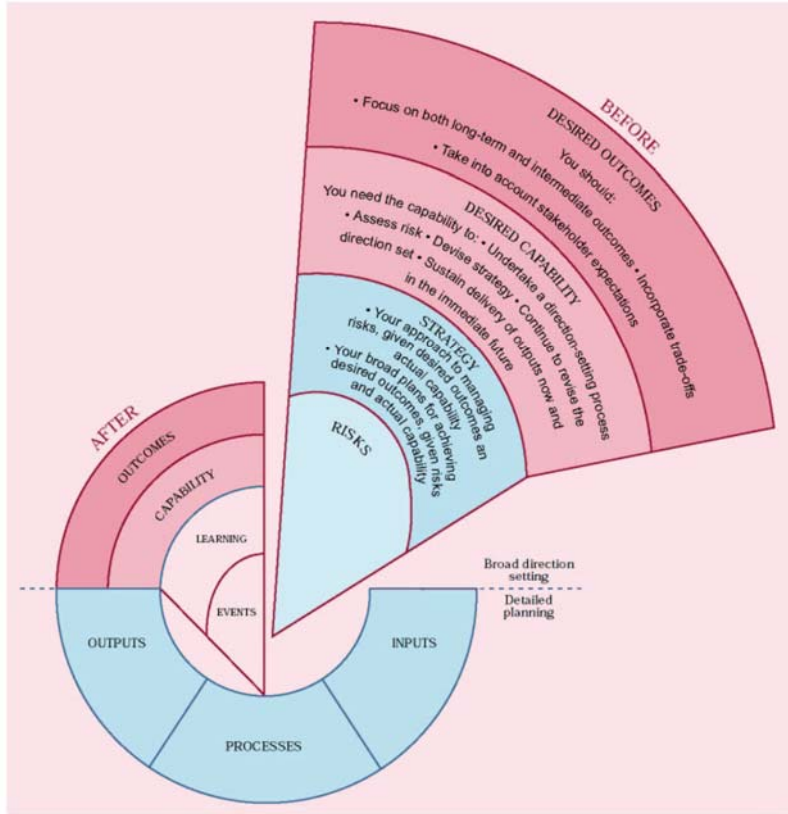 BEFORE
DESIRED OUTCOMES
You should:
• Focus on both long-term and intermediate outcomes • Incorporate trade-offs
• Take into account stakeholder expectations
DESIRED CAPABILITY
You need the capability to: • Undertake a direction-setting process
• Assess risk • Devise strategy • Continue to revise the
direction set • Sustain delivery of outputs now and
in the immediate future
STRATEGY
• Your approach to managing
risks, given desired outcomes an
actual capability
• Your broad plans for achieving
desired outcomes, given risks
and actual capability
RISKS
AFTER
OUTCOMES
CAPABILITY
LEARNING
EVENTS
Broad direction
setting
Detailed
planning
OUTPUTS
PROCESSES
INPUTS